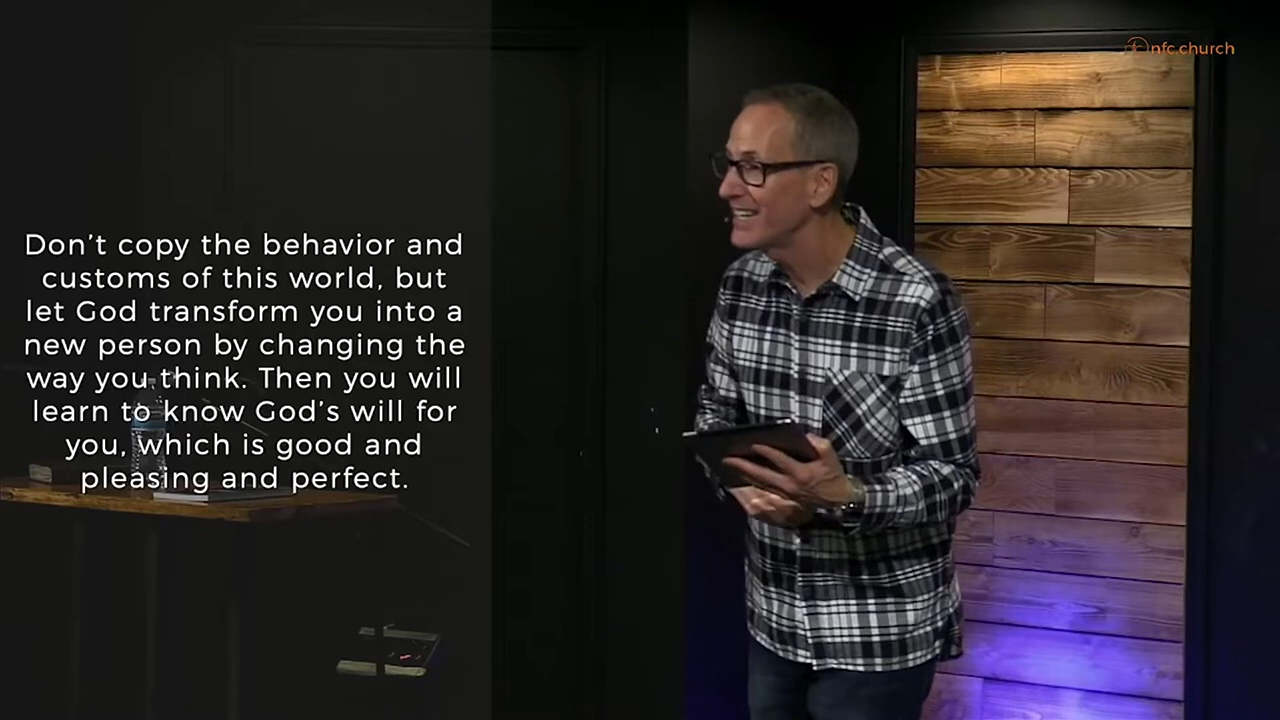 nfc.church
Don’t copy the behavior and
customs of this world, but
let God transform you into a
new person by changing the
way you think. Then you will
learn to know God’s will for
you, which is good and
pleasing and perfect.